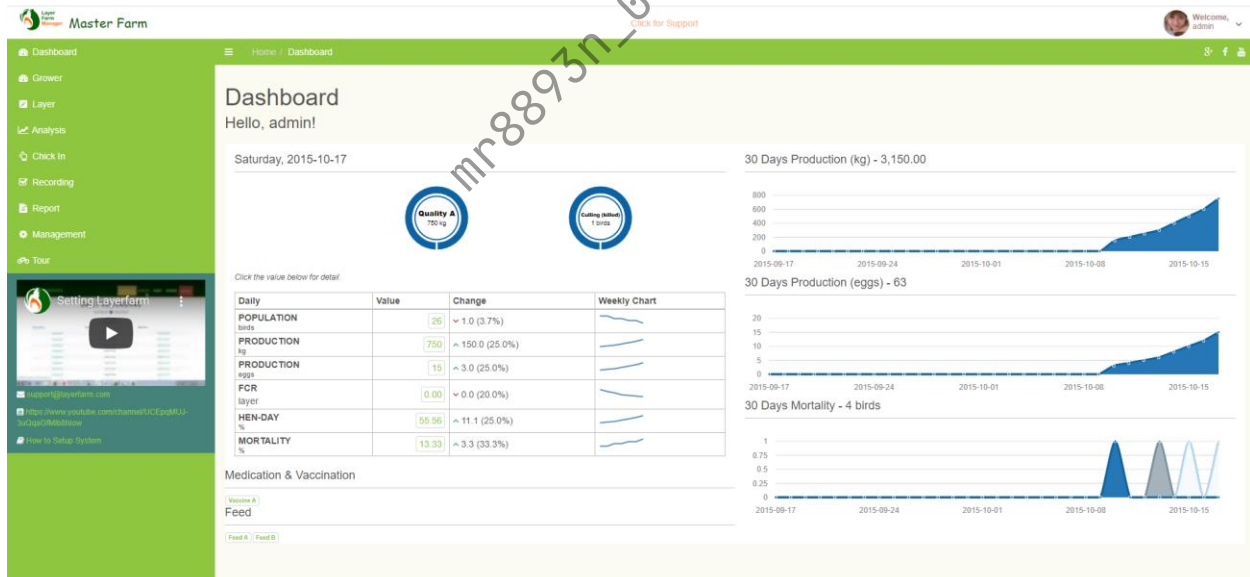 Layer
Farm
Manager
Master Farm
Click for Support
Welcome,
admin
Dashboard
Grower
Layer
Analysis
Chick In
Recording
Report
Management
Tour
Setting Layerfarm
support@layerfarm.com
How to Setup System
Home / Dashboard
Dashboard
Hello, admin!
Saturday, 2015-10-17
Quality A
750 kg
Culling (killed)
1 birds
Click the value below for detail.
Daily Value Change Weekly Chart
POPULATION 26 1.0 (3.7%)
birds
PRODUCTION 750 150.0 (25.0%)
kg
PRODUCTION 15 3.0 (25.0%)
eggs
FCR 0.00 0.0 (20.0%)
layer
HEN-DAY 55.56 11.1 (25.0%)
%
MORTALITY 13.33 3.3 (33.3%)
%
Medication & Vaccination
Vaccine A
Feed
Feed A Feed B
30 Days Production (kg) - 3,150.00
800
600
400
200
0
2015-09-17 2015-09-24 2015-10-01 2015-10-08 2015-10-15
30 Days Production (eggs) - 63
20
15
10
5
0
2015-09-17 2015-09-24 2015-10-01 2015-10-08 2015-10-15
30 Days Mortality - 4 birds
1
0.75
0.5
0.25
0
2015-09-17 2015-09-24 2015-10-01 2015-10-08 2015-10-15